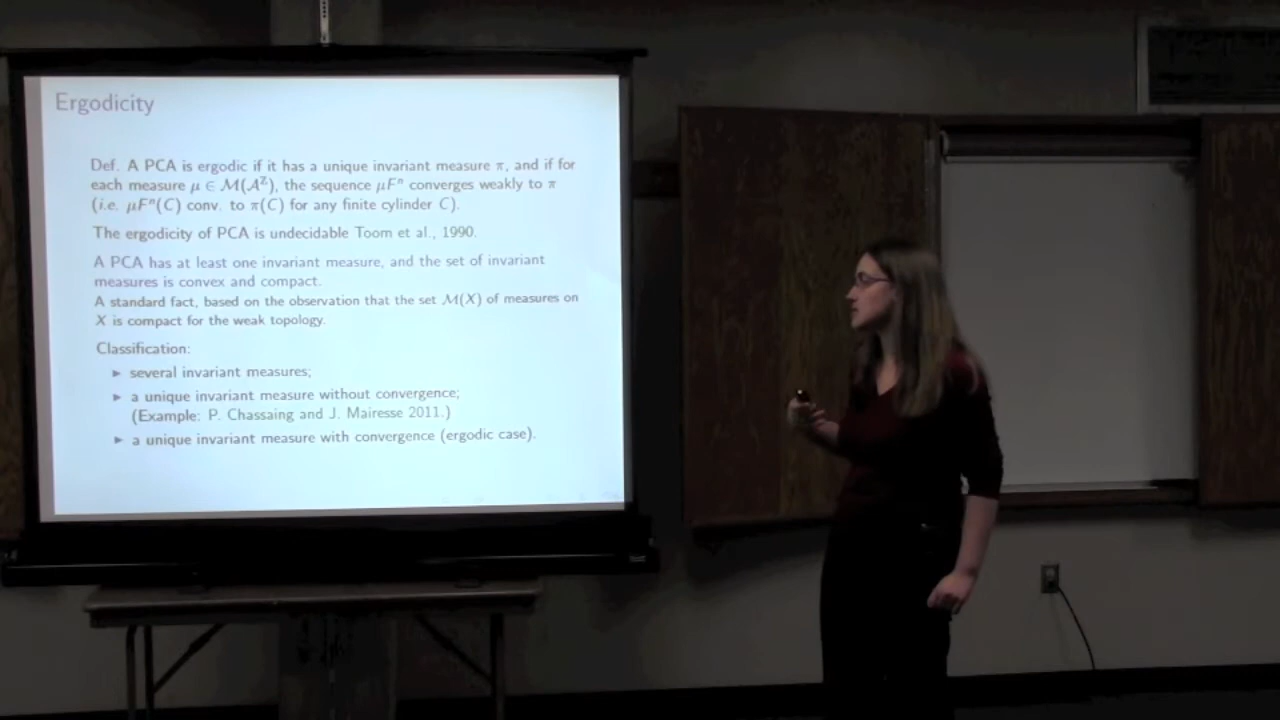 Ergodicity
Def. A PCA is ergodic if it has a unique invariant measure π, and if for
each measure μ ∈ M(A^Z), the sequence μF^n converges weakly to π
(i.e. μF^n(C) conv. to π(C) for any finite cylinder C).
The ergodicity of PCA is undecidable Toom et al., 1990.
A PCA has at least one invariant measure, and the set of invariant
measures is convex and compact.
A standard fact, based on the observation that the set M(X) of measures on
X is compact for the weak topology.
Classification:
▶ several invariant measures;
▶ a unique invariant measure without convergence;
(Example: P. Chassaing and J. Mairesse 2011.)
▶ a unique invariant measure with convergence (ergodic case).